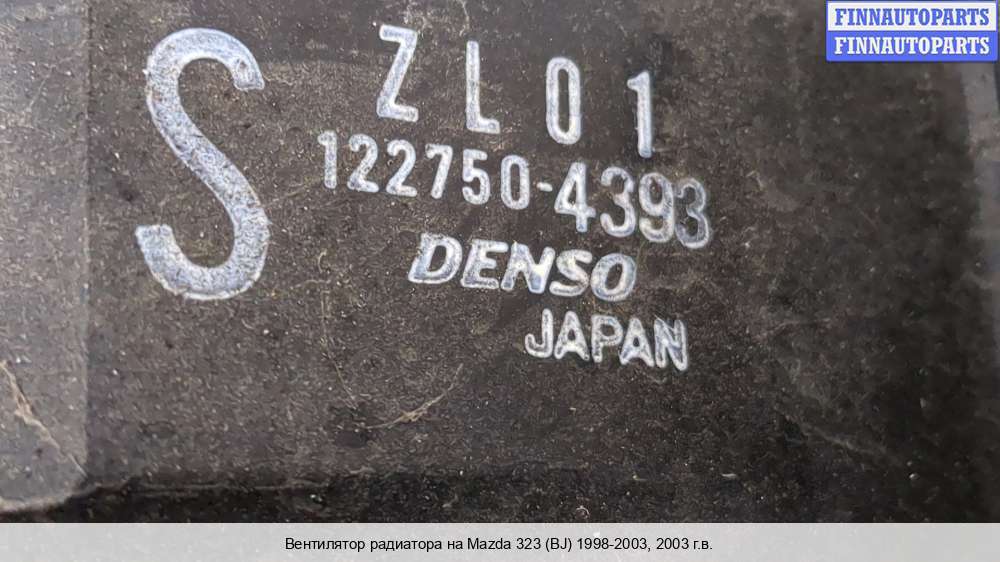 FINNAUTOPARTS
FINNAUTOPARTS
S
ZL01
122750-4393
DENSO
JAPAN
Вентилятор радиатора на Mazda 323 (BJ) 1998-2003, 2003 г.в.